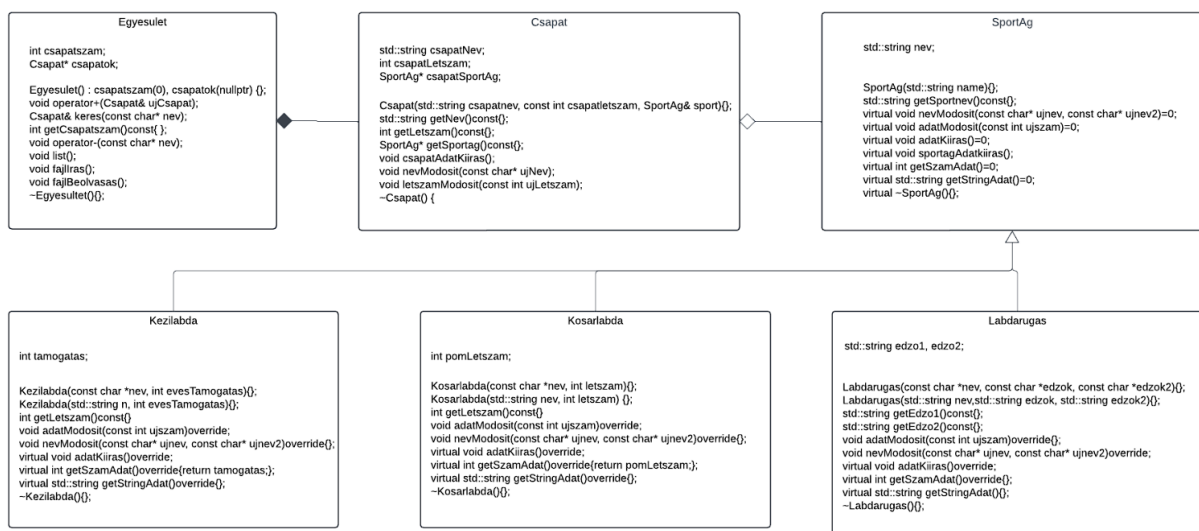 Egyesulet
int csapatszam;
Csapat* csapatok;
Egyesulet() : csapatszam(0), csapatok(nullptr) {};
void operator+(Csapat& ujCsapat);
Csapat& keres(const char* nev);
int getCsapatszam()const{ };
void operator-(const char* nev);
void list();
void fajlIras();
void fajlBeolvasas();
~Egyesultet(){};
Csapat
std::string csapatNev;
int csapatLetszam;
SportAg* csapatSportAg;
Csapat(std::string csapatnev, const int csapatletszam, SportAg& sport){};
std::string getNev()const{};
int getLetszam()const{};
SportAg* getSportag()const{};
void csapatAdatKiiras();
void nevModosit(const char* ujNev);
void letszamModosit(const int ujLetszam);
~Csapat() {
SportAg
std::string nev;
SportAg(std::string name){};
std::string getSportnev()const{};
virtual void nevModosit(const char* ujnev, const char* ujnev2)=0;
virtual void adatModosit(const int ujszam)=0;
virtual void adatKiiras()=0;
virtual void sportagAdatkiiras();
virtual int getSzamAdat()=0;
virtual std::string getStringAdat()=0;
virtual ~SportAg(){};
Kezilabda
int tamogatas;
Kezilabda(const char *nev, int evesTamogatas){};
Kezilabda(std::string n, int evesTamogatas){};
int getLetszam()const{}
void adatModosit(const int ujszam)override
void nevModosit(const char* ujnev, const char* ujnev2)override{};
virtual void adatKiiras()override;
virtual int getSzamAdat()override{return tamogatas;};
virtual std::string getStringAdat()override{};
~Kezilabda(){};
Kosarlabda
int pomLetszam;
Kosarlabda(const char *nev, int letszam){};
Kosarlabda(std::string nev, int letszam) {};
int getLetszam()const{}
void adatModosit(const int ujszam)override
void nevModosit(const char* ujnev, const char* ujnev2)override{};
virtual void adatKiiras()override;
virtual int getSzamAdat()override{return pomLetszam;};
virtual std::string getStringAdat()override{};
~Kosarlabda(){};
Labdarugas
std::string edzo1, edzo2;
Labdarugas(const char *nev, const char *edzok, const char *edzok2){};
Labdarugas(std::string nev,std::string edzok, std::string edzok2){};
std::string getEdzo1()const{};
std::string getEdzo2()const{};
void adatModosit(const int ujszam)override{};
void nevModosit(const char* ujnev, const char* ujnev2)override;
virtual void adatKiiras()override;
virtual int getSzamAdat()override;
virtual std::string getStringAdat(){};
~Labdarugas(){};